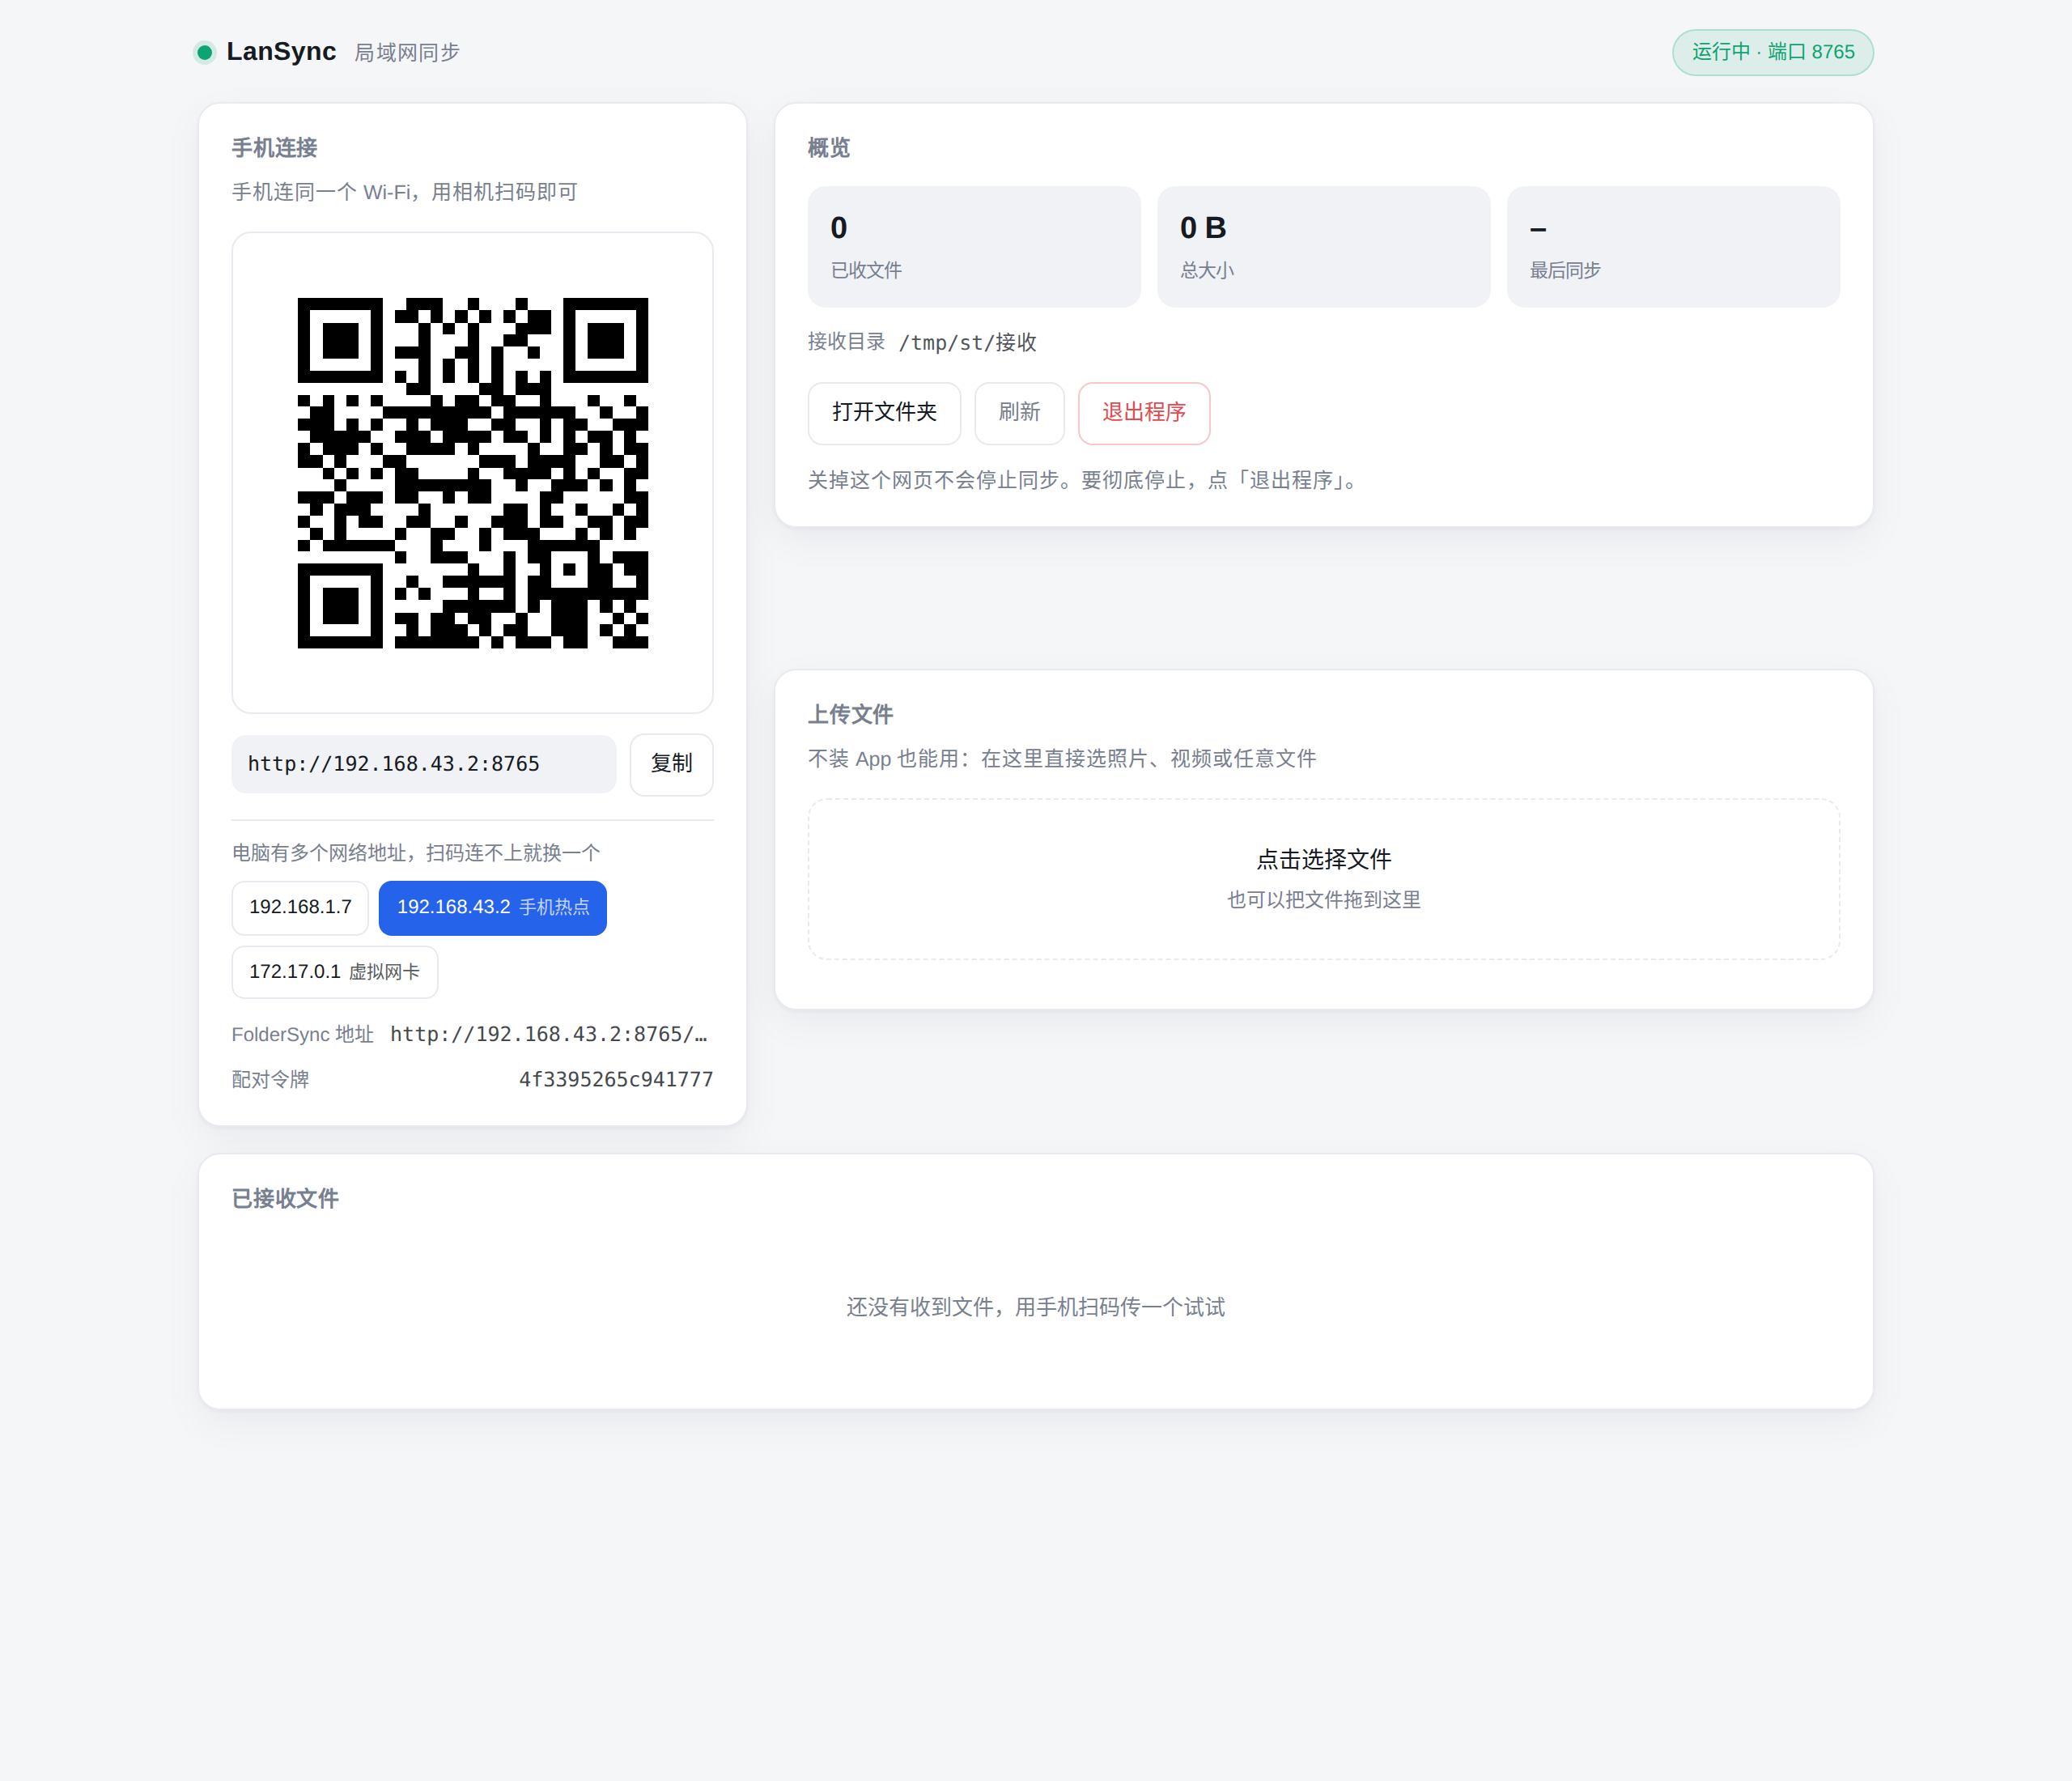 LanSync 局域网同步
运行中 · 端口 8765
手机连接
手机连同一个 Wi-Fi，用相机扫码即可
http://192.168.43.2:8765
复制
电脑有多个网络地址，扫码连不上就换一个
192.168.1.7
192.168.43.2 手机热点
172.17.0.1 虚拟网卡
FolderSync 地址 http://192.168.43.2:8765/…
配对令牌 4f3395265c941777
概览
0
已收文件
0 B
总大小
–
最后同步
接收目录 /tmp/st/接收
打开文件夹
刷新
退出程序
关掉这个网页不会停止同步。要彻底停止，点「退出程序」。
上传文件
不装 App 也能用：在这里直接选照片、视频或任意文件
点击选择文件
也可以把文件拖到这里
已接收文件
还没有收到文件，用手机扫码传一个试试